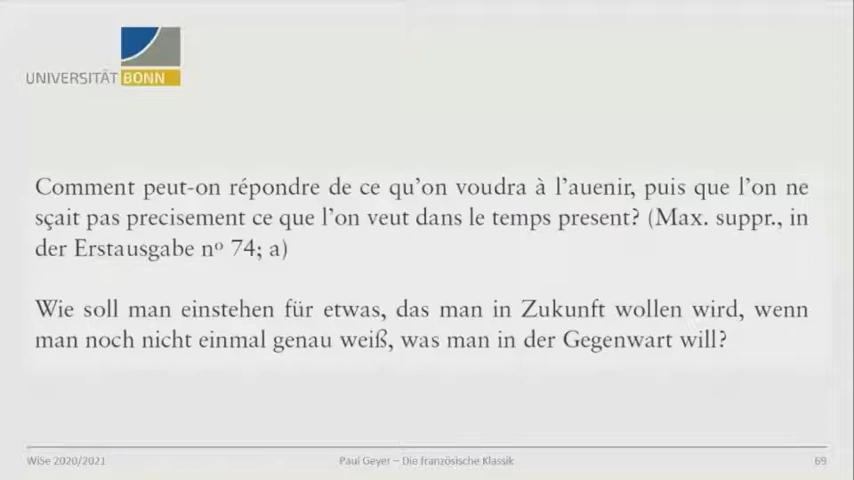 UNIVERSITÄT BONN
Comment peut-on répondre de ce qu'on voudra à l'auenir, puis que l'on ne
sçait pas precisement ce que l'on veut dans le temps present? (Max. suppr., in
der Erstausgabe nº 74; a)
Wie soll man einstehen für etwas, das man in Zukunft wollen wird, wenn
man noch nicht einmal genau weiß, was man in der Gegenwart will?
WiSe 2020/2021 Paul Geyer – Die französische Klassik 69